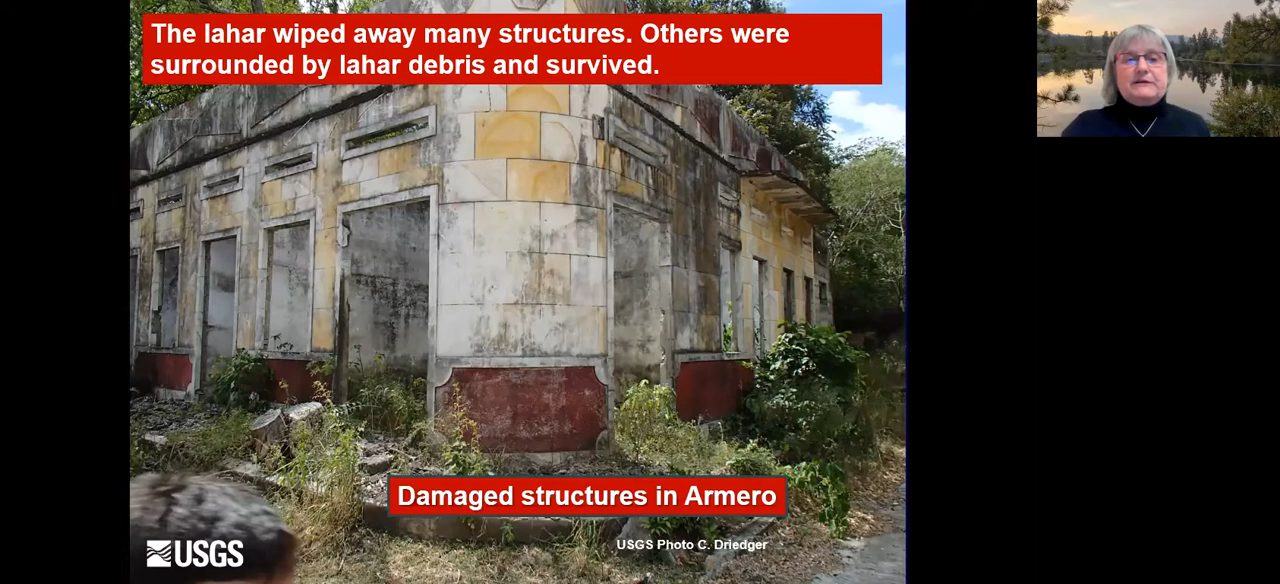 The lahar wiped away many structures. Others were
surrounded by lahar debris and survived.
Damaged structures in Armero
USGS Photo C. Driedger
USGS